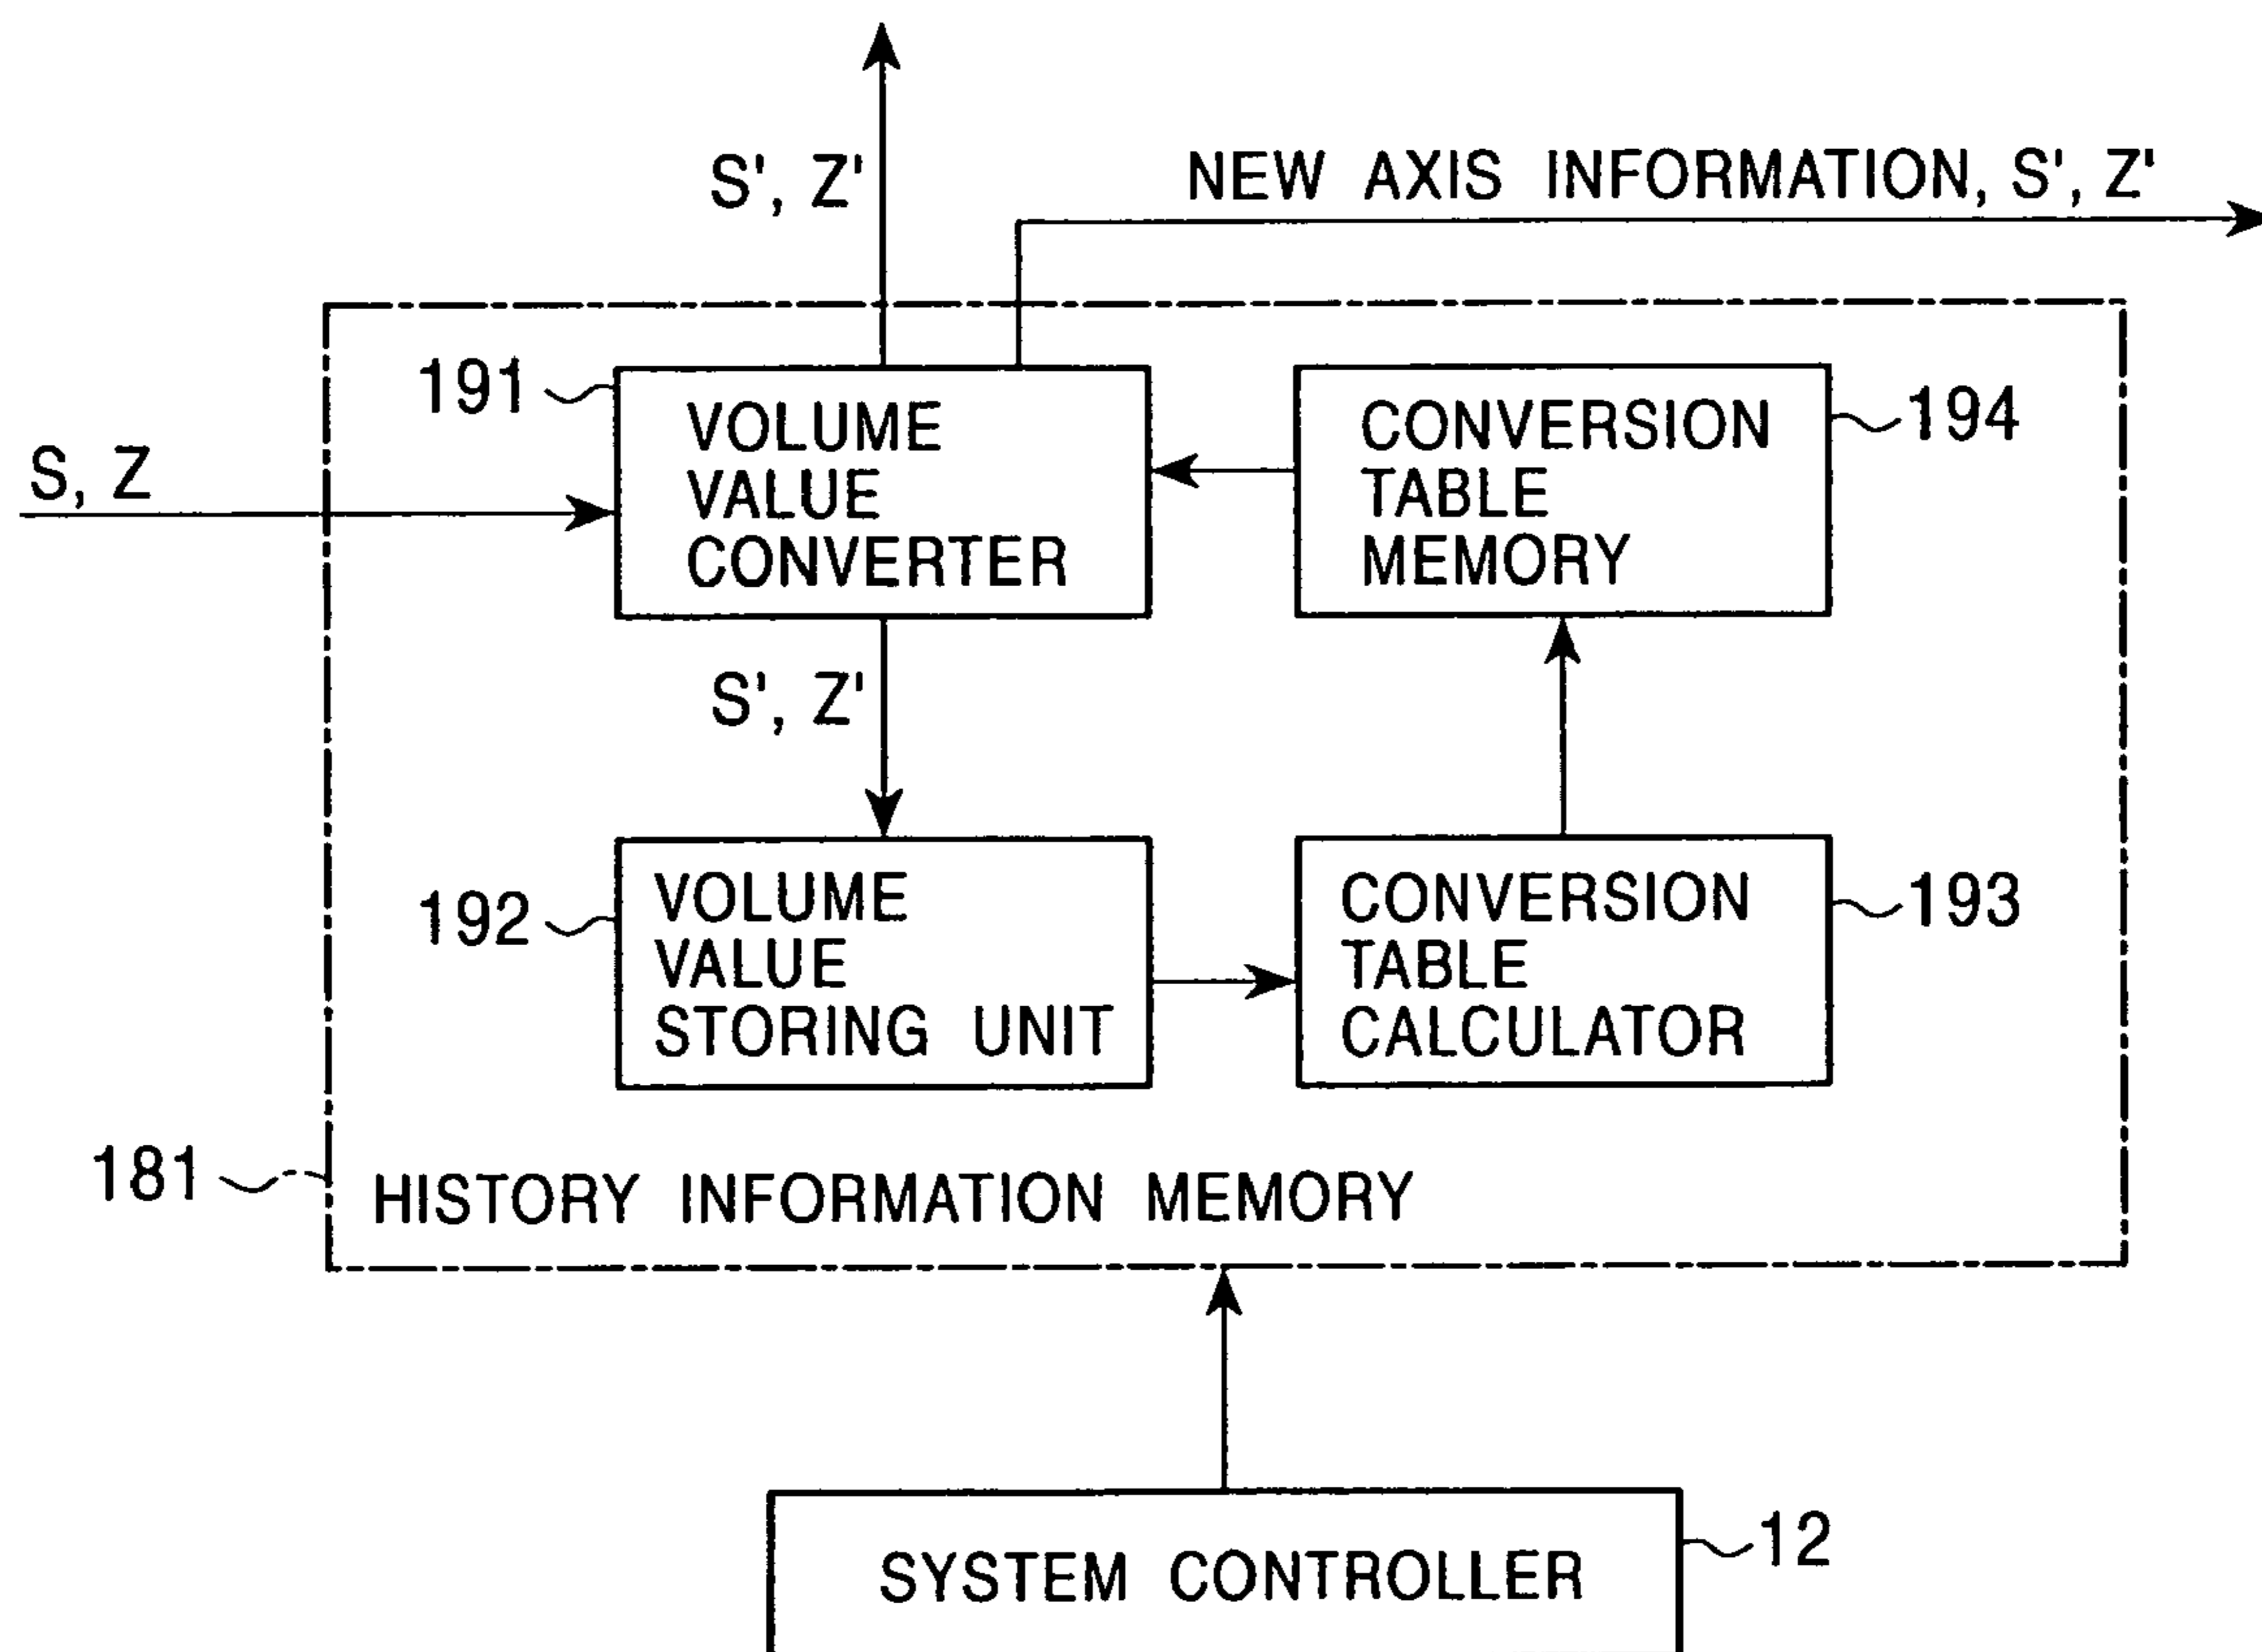 S', Z'
NEW AXIS INFORMATION, S', Z'
191
VOLUME
VALUE
CONVERTER
CONVERSION
TABLE
MEMORY
194
S, Z
S', Z'
192
VOLUME
VALUE
STORING UNIT
CONVERSION
TABLE
CALCULATOR
193
181
HISTORY INFORMATION MEMORY
SYSTEM CONTROLLER
12